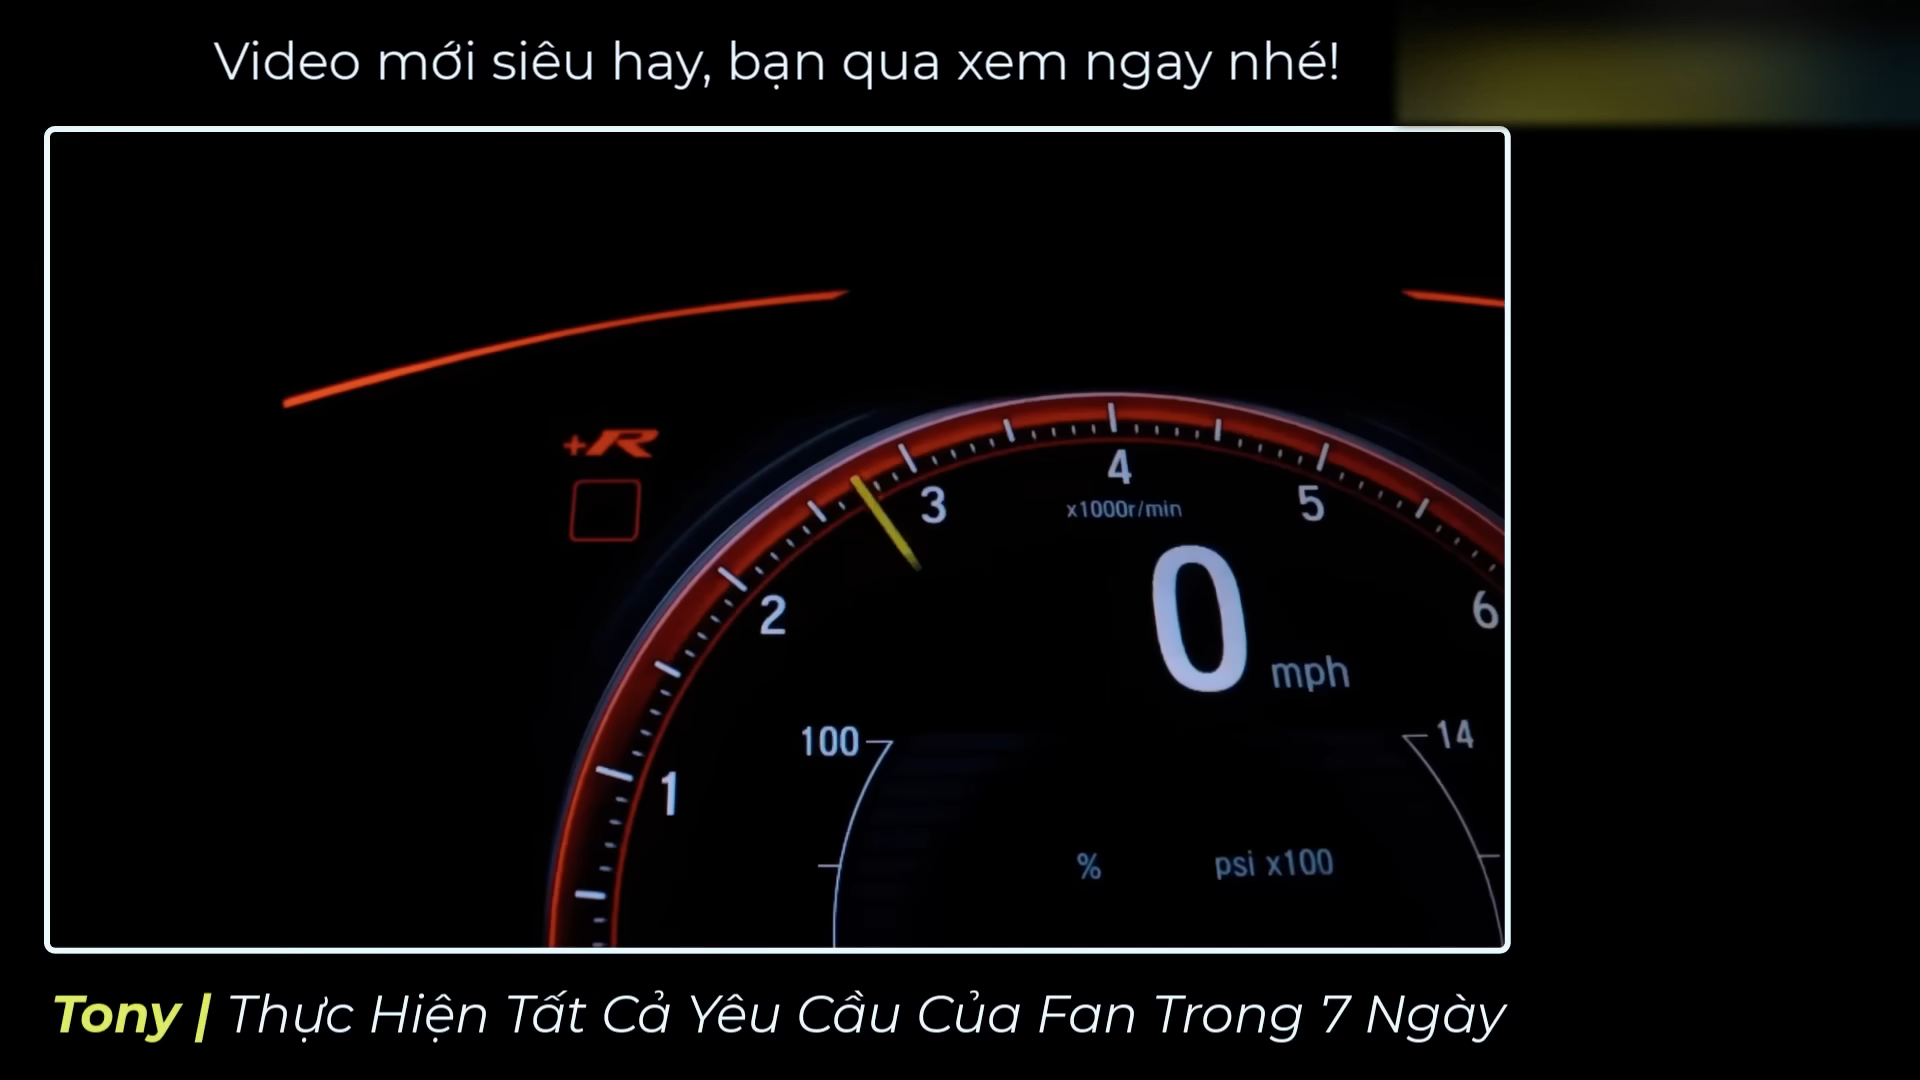 Video mới siêu hay, bạn qua xem ngay nhé!
+R
4
3
5
x1000r/min
2
6
0 mph
100
14
1
% psi x100
Tony | Thực Hiện Tất Cả Yêu Cầu Của Fan Trong 7 Ngày